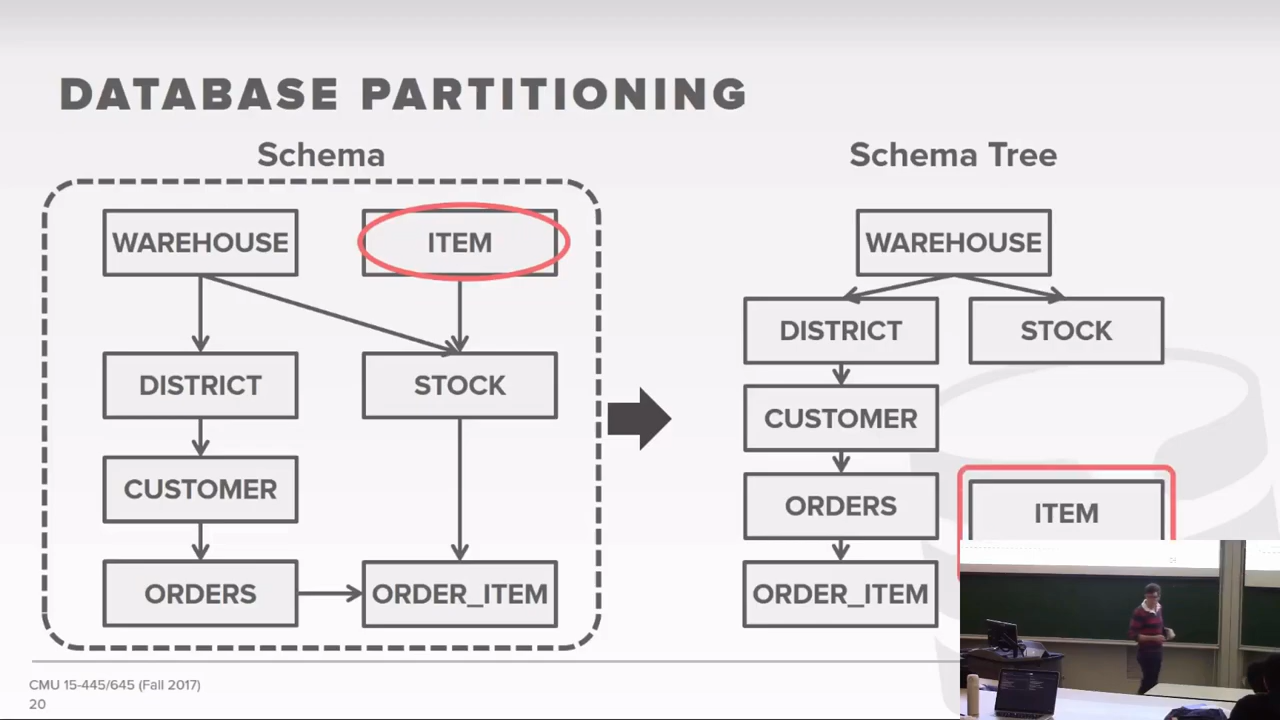 DATABASE PARTITIONING
Schema
WAREHOUSE
ITEM
DISTRICT
STOCK
CUSTOMER
ORDERS
ORDER_ITEM
Schema Tree
WAREHOUSE
DISTRICT
STOCK
CUSTOMER
ORDERS
ITEM
ORDER_ITEM
CMU 15-445/645 (Fall 2017)
20